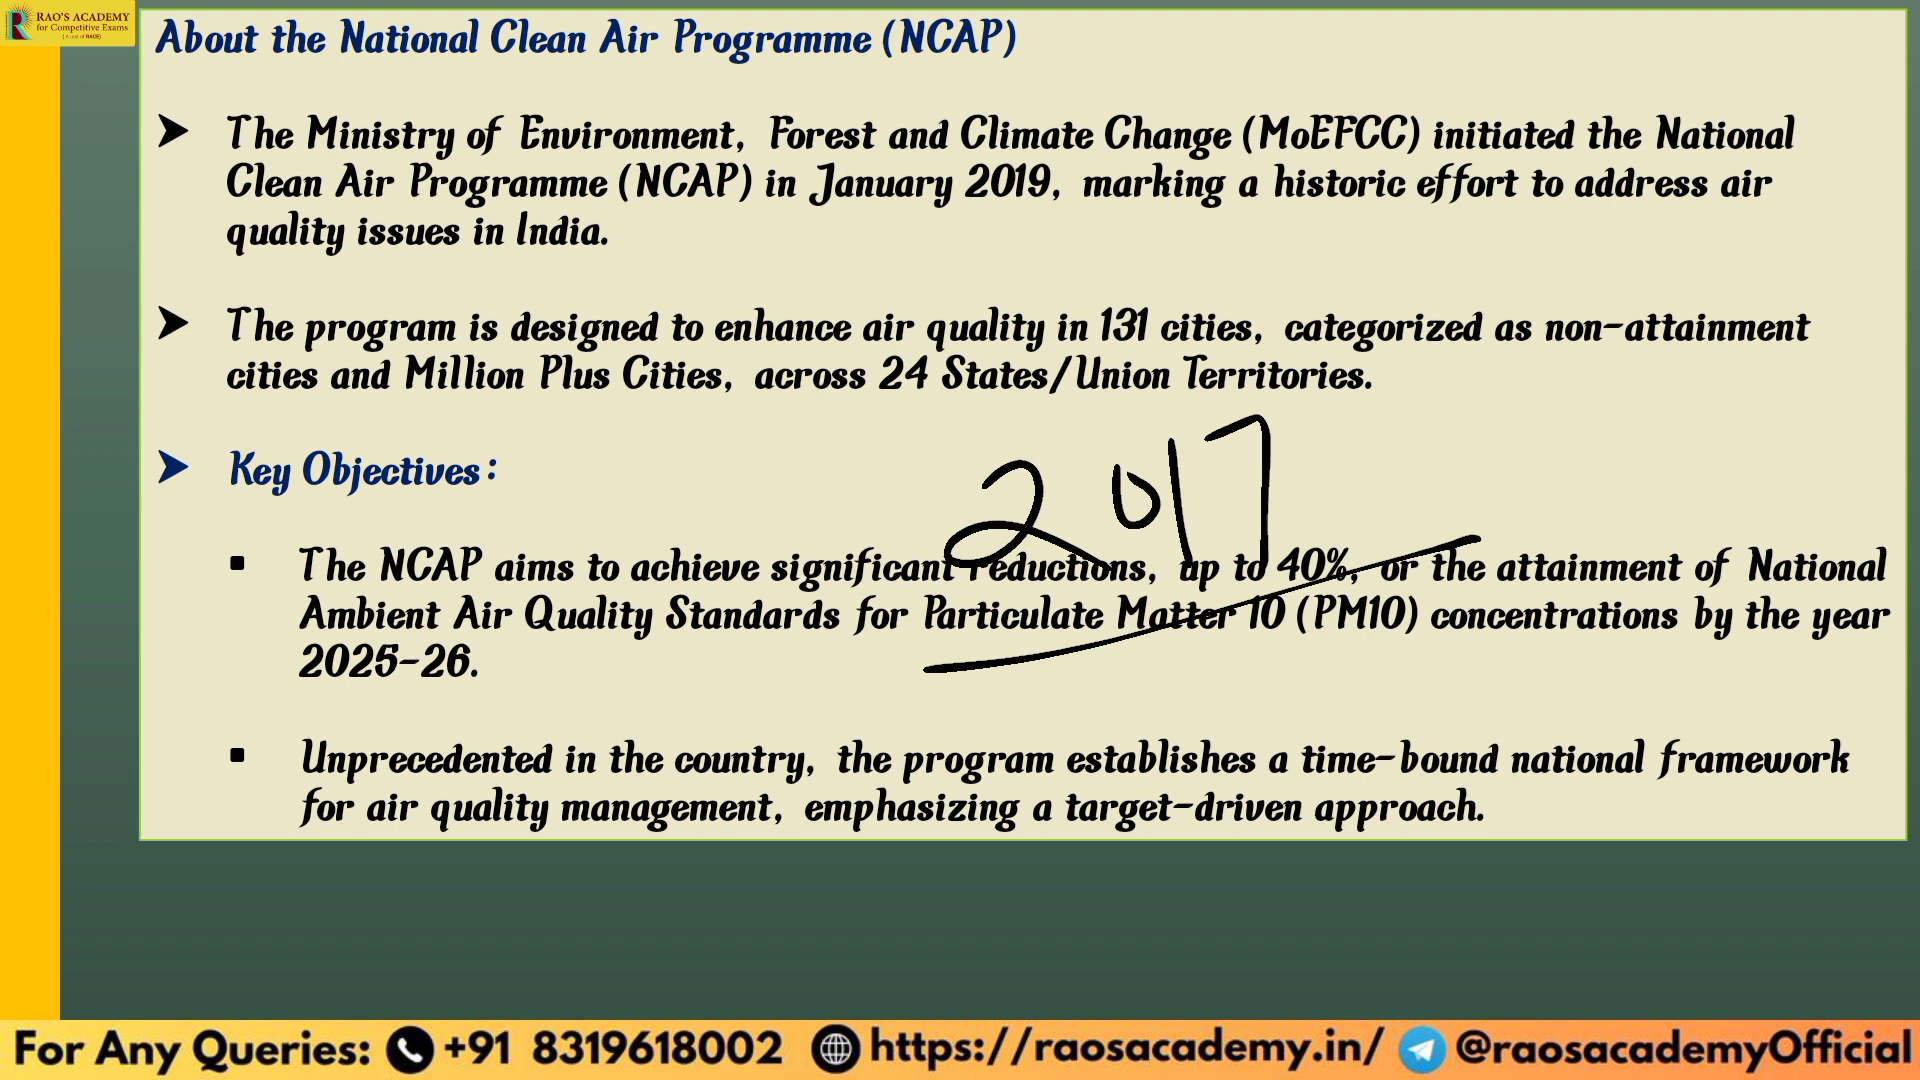 RAO'S ACADEMY
for Competitive Exams
(A unit of RACE)
About the National Clean Air Programme (NCAP)
➤ The Ministry of Environment, Forest and Climate Change (MoEFCC) initiated the National
Clean Air Programme (NCAP) in January 2019, marking a historic effort to address air
quality issues in India.
➤ The program is designed to enhance air quality in 131 cities, categorized as non-attainment
cities and Million Plus Cities, across 24 States/Union Territories.
➤ Key Objectives:
2017
▪ The NCAP aims to achieve significant reductions, up to 40%, or the attainment of National
Ambient Air Quality Standards for Particulate Matter 10 (PM10) concentrations by the year
2025-26.
▪ Unprecedented in the country, the program establishes a time-bound national framework
for air quality management, emphasizing a target-driven approach.
For Any Queries: +91 8319618002 https://raosacademy.in/ @raosacademyOfficial